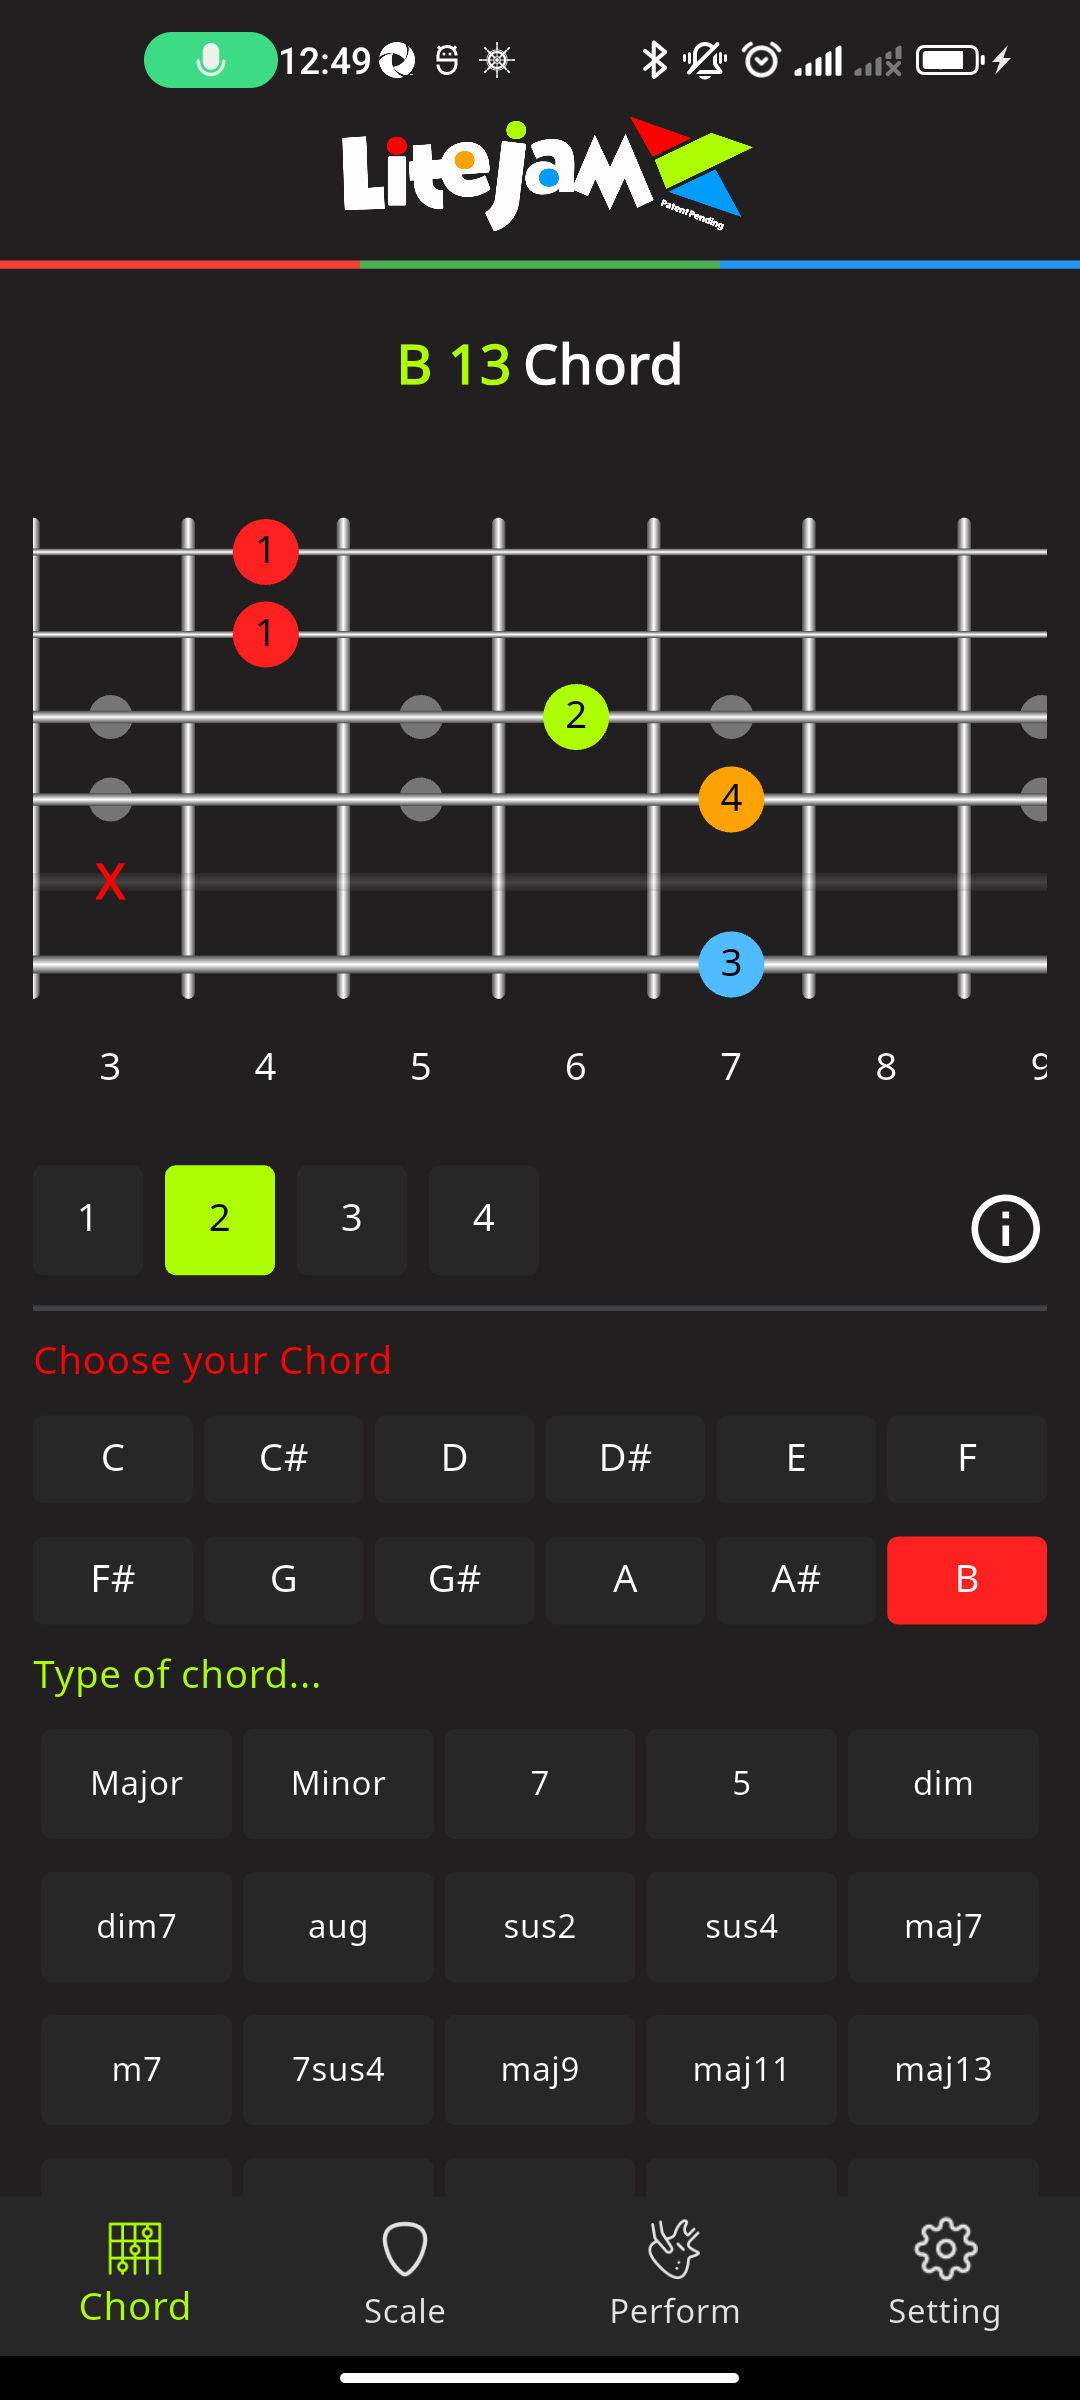 12:49
LiteJam
Patent Pending
B 13 Chord
1
1
2
4
X
3
3 4 5 6 7 8 9
1 2 3 4
Choose your Chord
C C# D D# E F
F# G G# A A# B
Type of chord...
Major Minor 7 5 dim
dim7 aug sus2 sus4 maj7
m7 7sus4 maj9 maj11 maj13
Chord Scale Perform Setting